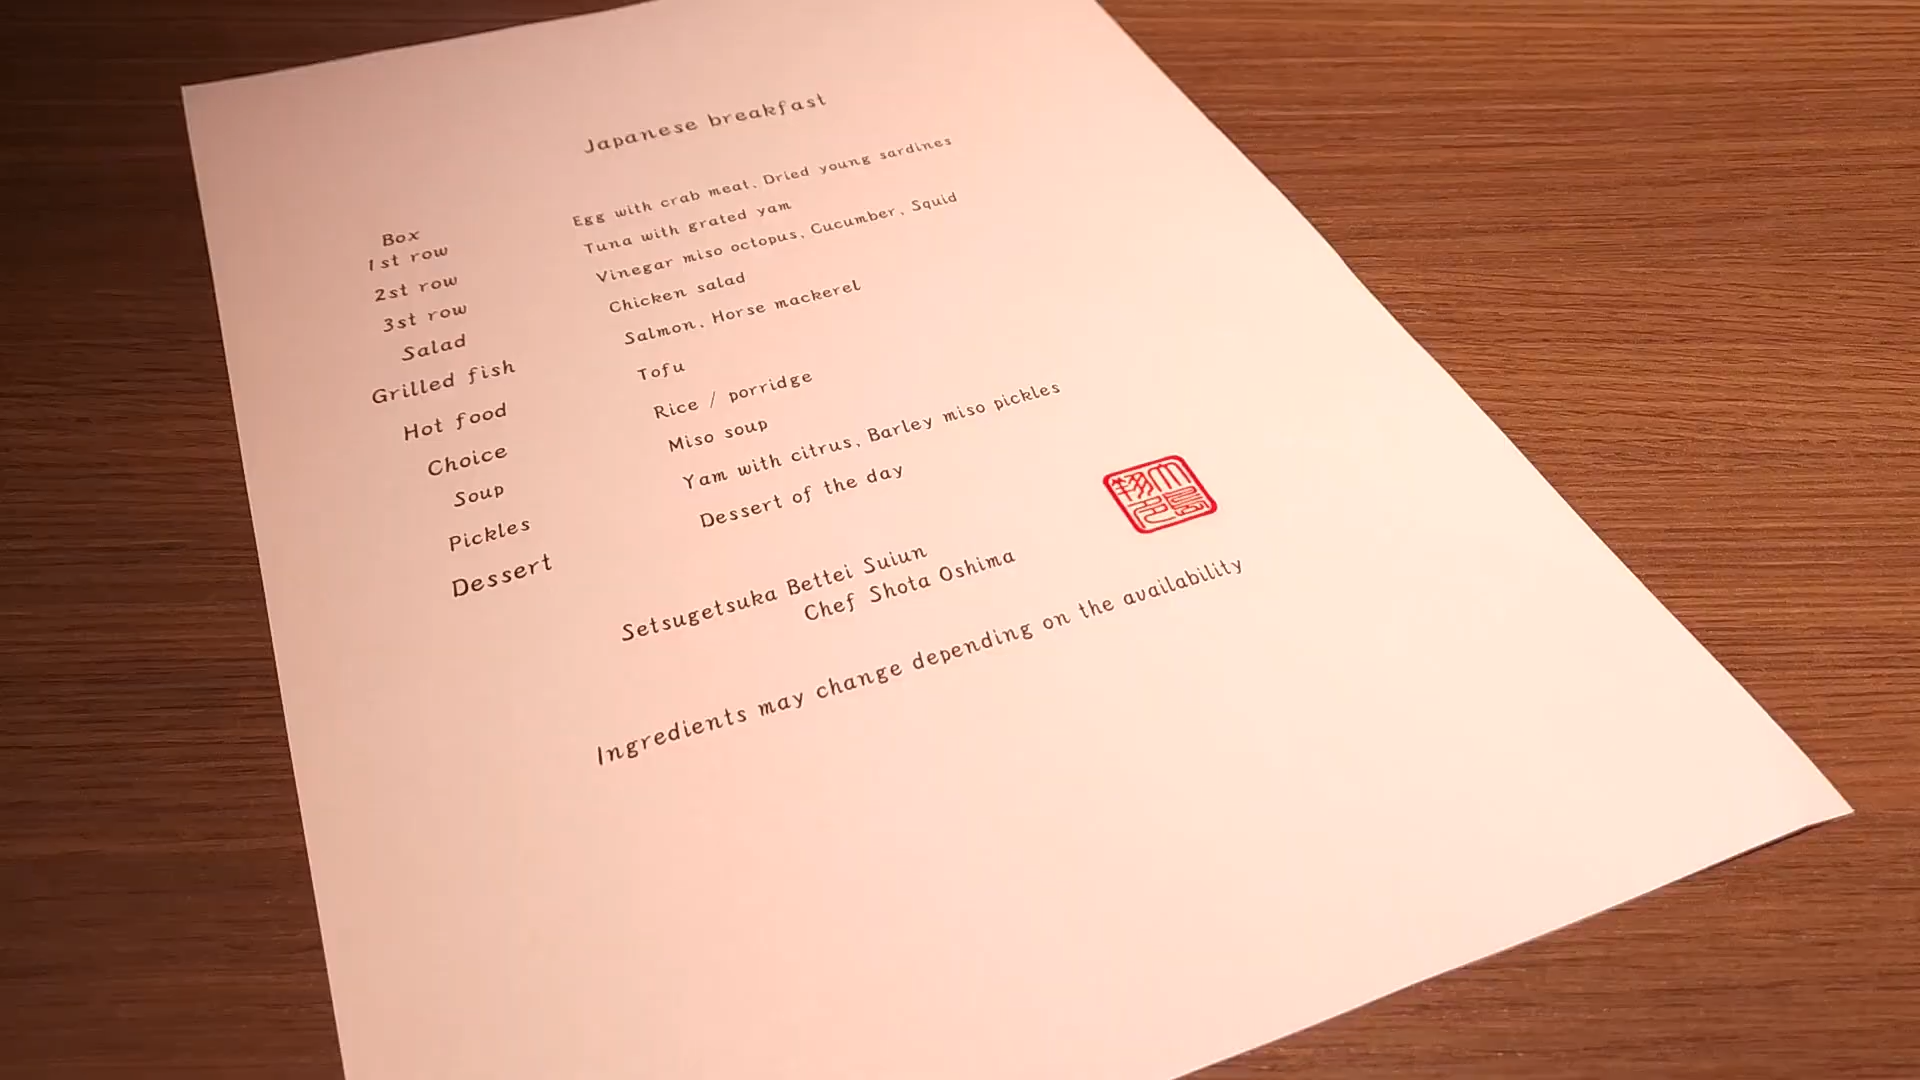 Japanese breakfast
Box
1st row Egg with crab meat, Dried young sardines
2st row Tuna with grated yam
3st row Vinegar miso octopus, Cucumber, Squid
Salad Chicken salad
Grilled fish Salmon, Horse mackerel
Hot food Tofu
Choice Rice / porridge
Soup Miso soup
Pickles Yam with citrus, Barley miso pickles
Dessert Dessert of the day
Setsugetsuka Bettei Suiun
Chef Shota Oshima
Ingredients may change depending on the availability